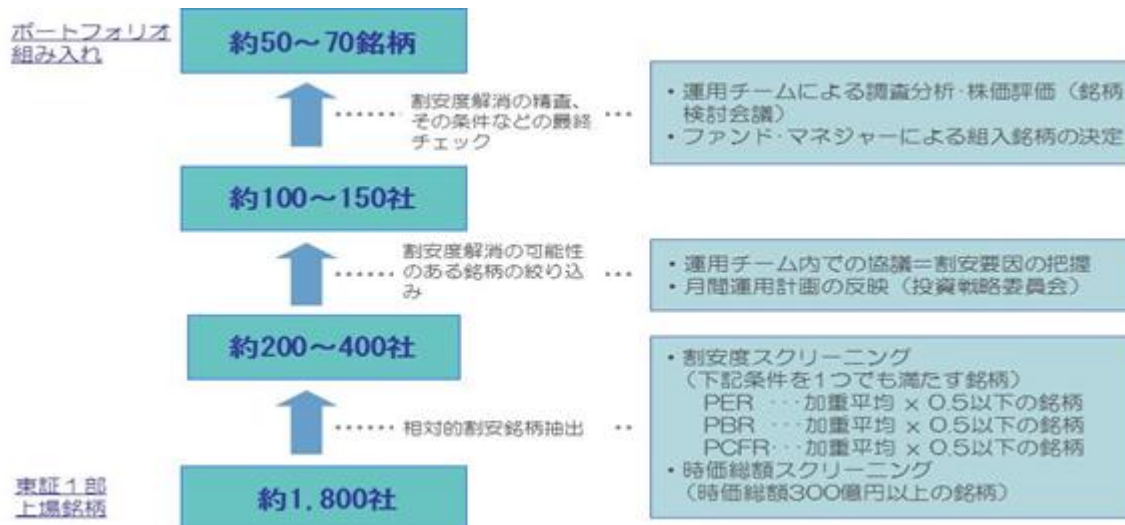 ポートフォリオ
組み入れ
約50～70銘柄
割安度解消の精査、
その条件などの最終
チェック
・運用チームによる調査分析・株価評価（銘柄
検討会議）
・ファンド・マネジャーによる組入銘柄の決定
約100～150社
割安度解消の可能性
のある銘柄の絞り込
み
・運用チーム内での協議＝割安要因の把握
・月間運用計画の反映（投資戦略委員会）
約200～400社
・割安度スクリーニング
（下記条件を1つでも満たす銘柄）
PER …加重平均 × 0.5以下の銘柄
PBR …加重平均 × 0.5以下の銘柄
PCFR…加重平均 × 0.5以下の銘柄
・時価総額スクリーニング
（時価総額300億円以上の銘柄）
相対的割安銘柄抽出
東証１部
上場銘柄
約1,800社